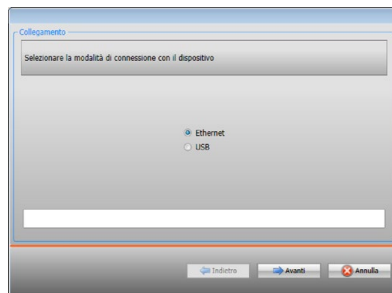 Collegamento
Selezionare la modalità di connessione con il dispositivo
Ethernet
USB
Indietro
Avanti
Annulla